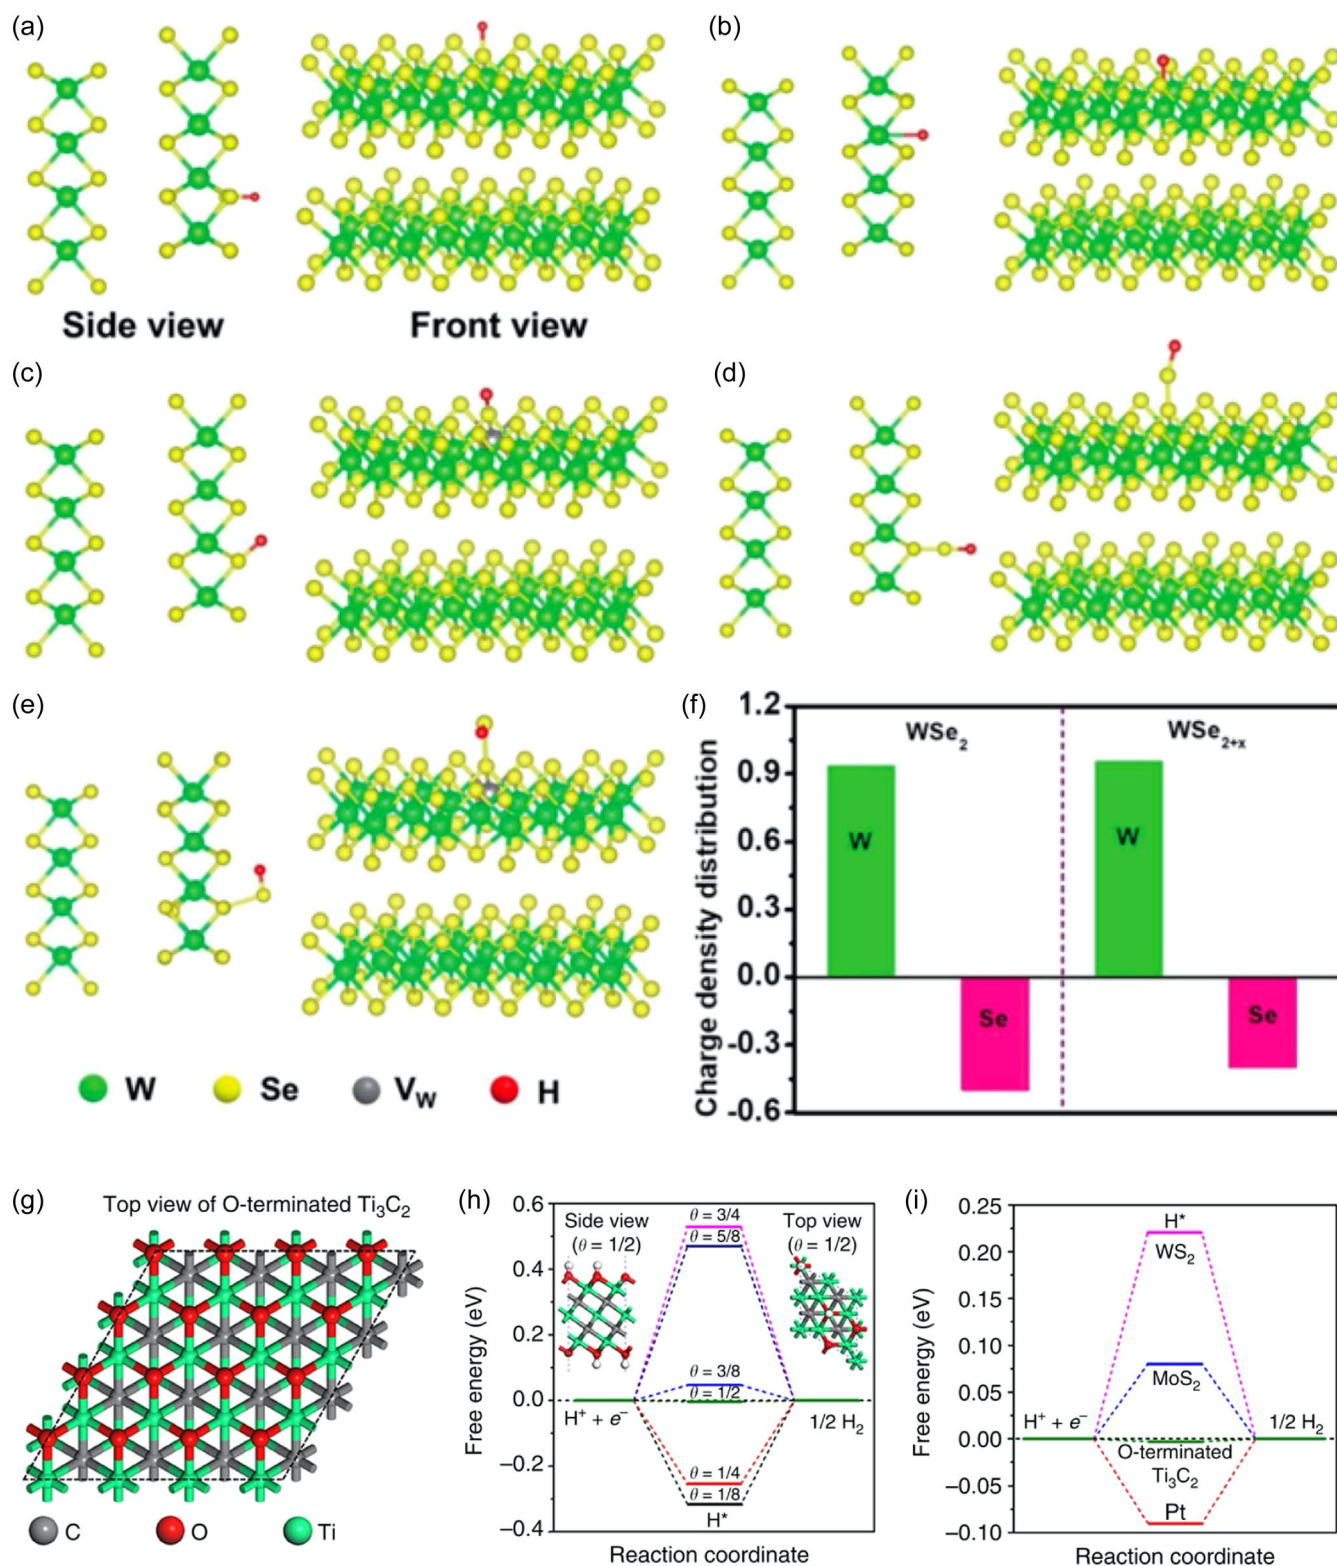 (a)
(b)
Side view
Front view
(c)
(d)
(e)
W
Se
V_W
H
(f)
Charge density distribution
1.2
0.9
0.6
0.3
0.0
-0.3
-0.6
WSe₂
WSe₂₊ₓ
W
Se
W
Se
(g)
Top view of O-terminated Ti₃C₂
C
O
Ti
(h)
Free energy (eV)
0.6
0.4
0.2
0.0
–0.2
–0.4
Side view
(θ = 1/2)
θ = 3/4
θ = 5/8
Top view
(θ = 1/2)
θ = 3/8
θ = 1/2
H⁺ + e⁻
1/2 H₂
θ = 1/4
θ = 1/8
H*
Reaction coordinate
(i)
Free energy (eV)
0.25
0.20
0.15
0.10
0.05
0.00
–0.05
–0.10
H*
WS₂
MoS₂
H⁺ + e⁻
1/2 H₂
O-terminated
Ti₃C₂
Pt
Reaction coordinate